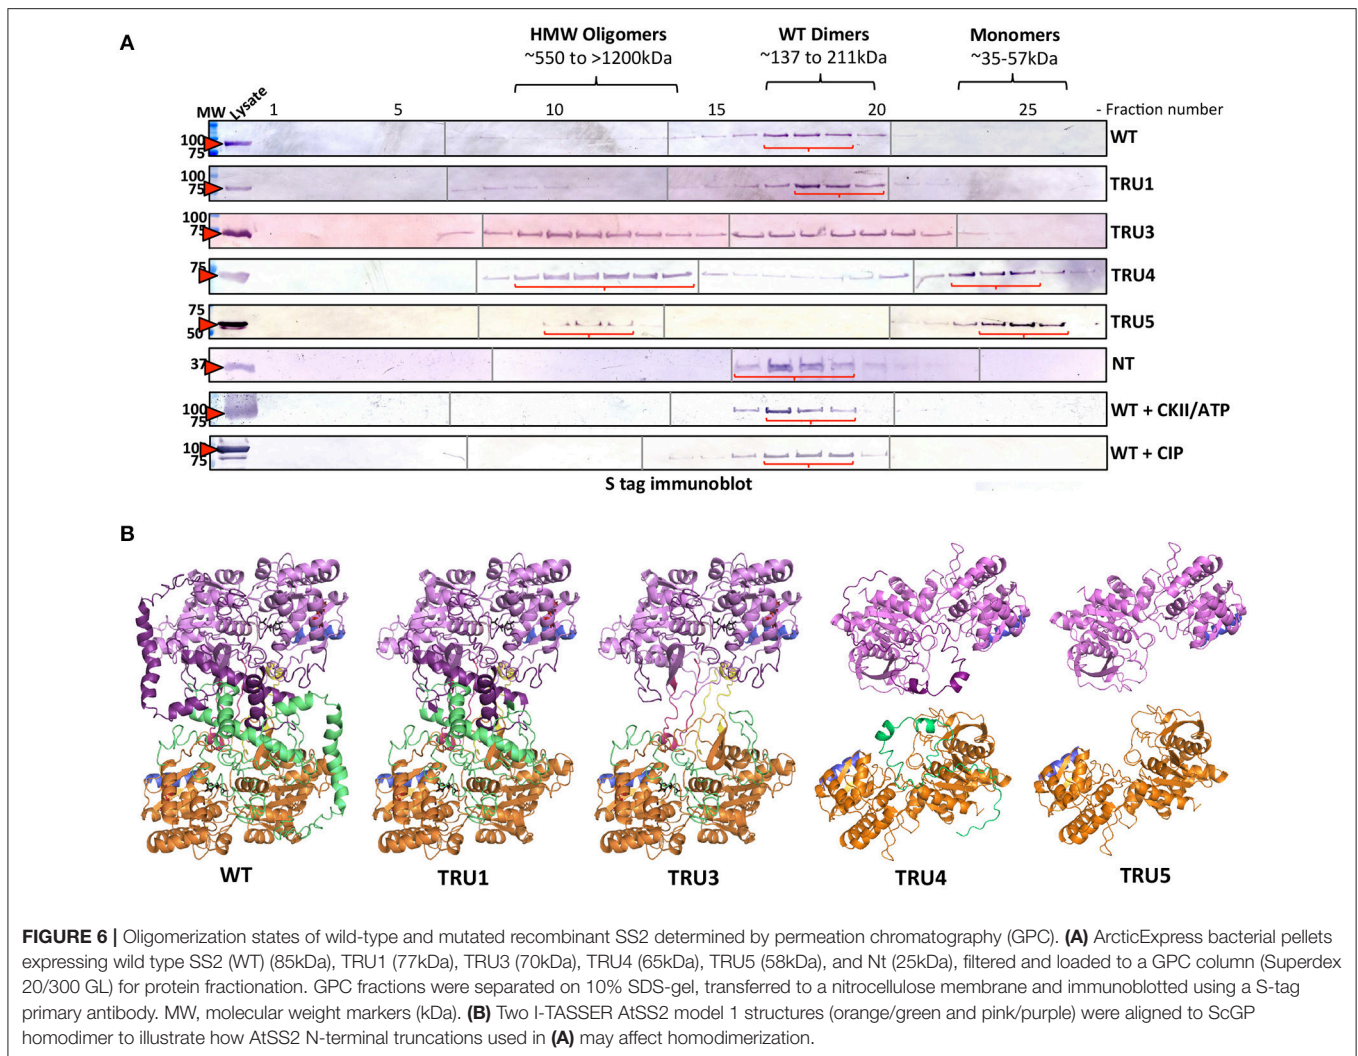 A
HMW Oligomers
~550 to >1200kDa
WT Dimers
~137 to 211kDa
Monomers
~35-57kDa
MW Lysate 1 5 10 15 20 25 - Fraction number
100
75
WT
100
75
TRU1
100
75
TRU3
75
TRU4
75
50
TRU5
37
NT
100
75
WT + CKII/ATP
10
75
WT + CIP
S tag immunoblot
B
WT TRU1 TRU3 TRU4 TRU5
FIGURE 6 | Oligomerization states of wild-type and mutated recombinant SS2 determined by permeation chromatography (GPC). (A) ArcticExpress bacterial pellets
expressing wild type SS2 (WT) (85kDa), TRU1 (77kDa), TRU3 (70kDa), TRU4 (65kDa), TRU5 (58kDa), and Nt (25kDa), filtered and loaded to a GPC column (Superdex
20/300 GL) for protein fractionation. GPC fractions were separated on 10% SDS-gel, transferred to a nitrocellulose membrane and immunoblotted using a S-tag
primary antibody. MW, molecular weight markers (kDa). (B) Two I-TASSER AtSS2 model 1 structures (orange/green and pink/purple) were aligned to ScGP
homodimer to illustrate how AtSS2 N-terminal truncations used in (A) may affect homodimerization.